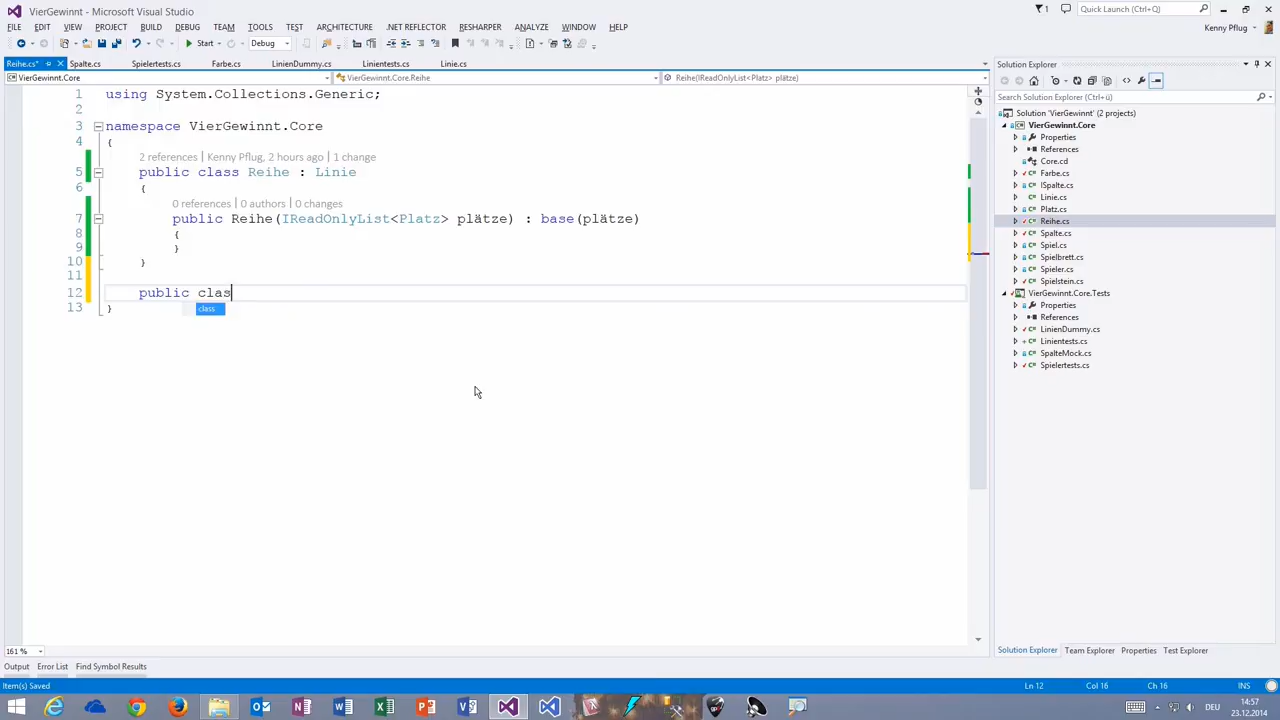 VierGewinnt - Microsoft Visual Studio
1
Quick Launch (Ctrl+Q)
FILE EDIT VIEW PROJECT BUILD DEBUG TEAM TOOLS TEST ARCHITECTURE .NET REFLECTOR RESHARPER ANALYZE WINDOW HELP
Kenny Pflug
Start Debug
Reihe.cs* Spalte.cs Spielertests.cs Farbe.cs LinienDummy.cs Linientests.cs Linie.cs
VierGewinnt.Core VierGewinnt.Core.Reihe Reihe(IReadOnlyList<Platz> plätze)
1 using System.Collections.Generic;
2
3 namespace VierGewinnt.Core
4 {
2 references | Kenny Pflug, 2 hours ago | 1 change
5 public class Reihe : Linie
6 {
0 references | 0 authors | 0 changes
7 public Reihe(IReadOnlyList<Platz> plätze) : base(plätze)
8 {
9 }
10 }
11
12 public clas
class
13 }
161 %
Solution Explorer
Search Solution Explorer (Ctrl+ü)
Solution 'VierGewinnt' (2 projects)
VierGewinnt.Core
Properties
References
Core.cd
Farbe.cs
ISpalte.cs
Linie.cs
Platz.cs
Reihe.cs
Spalte.cs
Spiel.cs
Spielbrett.cs
Spieler.cs
Spielstein.cs
VierGewinnt.Core.Tests
Properties
References
LinienDummy.cs
Linientests.cs
SpalteMock.cs
Spielertests.cs
Solution Explorer Team Explorer Properties Test Explorer
Output Error List Find Symbol Results
Item(s) Saved Ln 12 Col 16 Ch 16 INS
DEU
14:57
23.12.2014